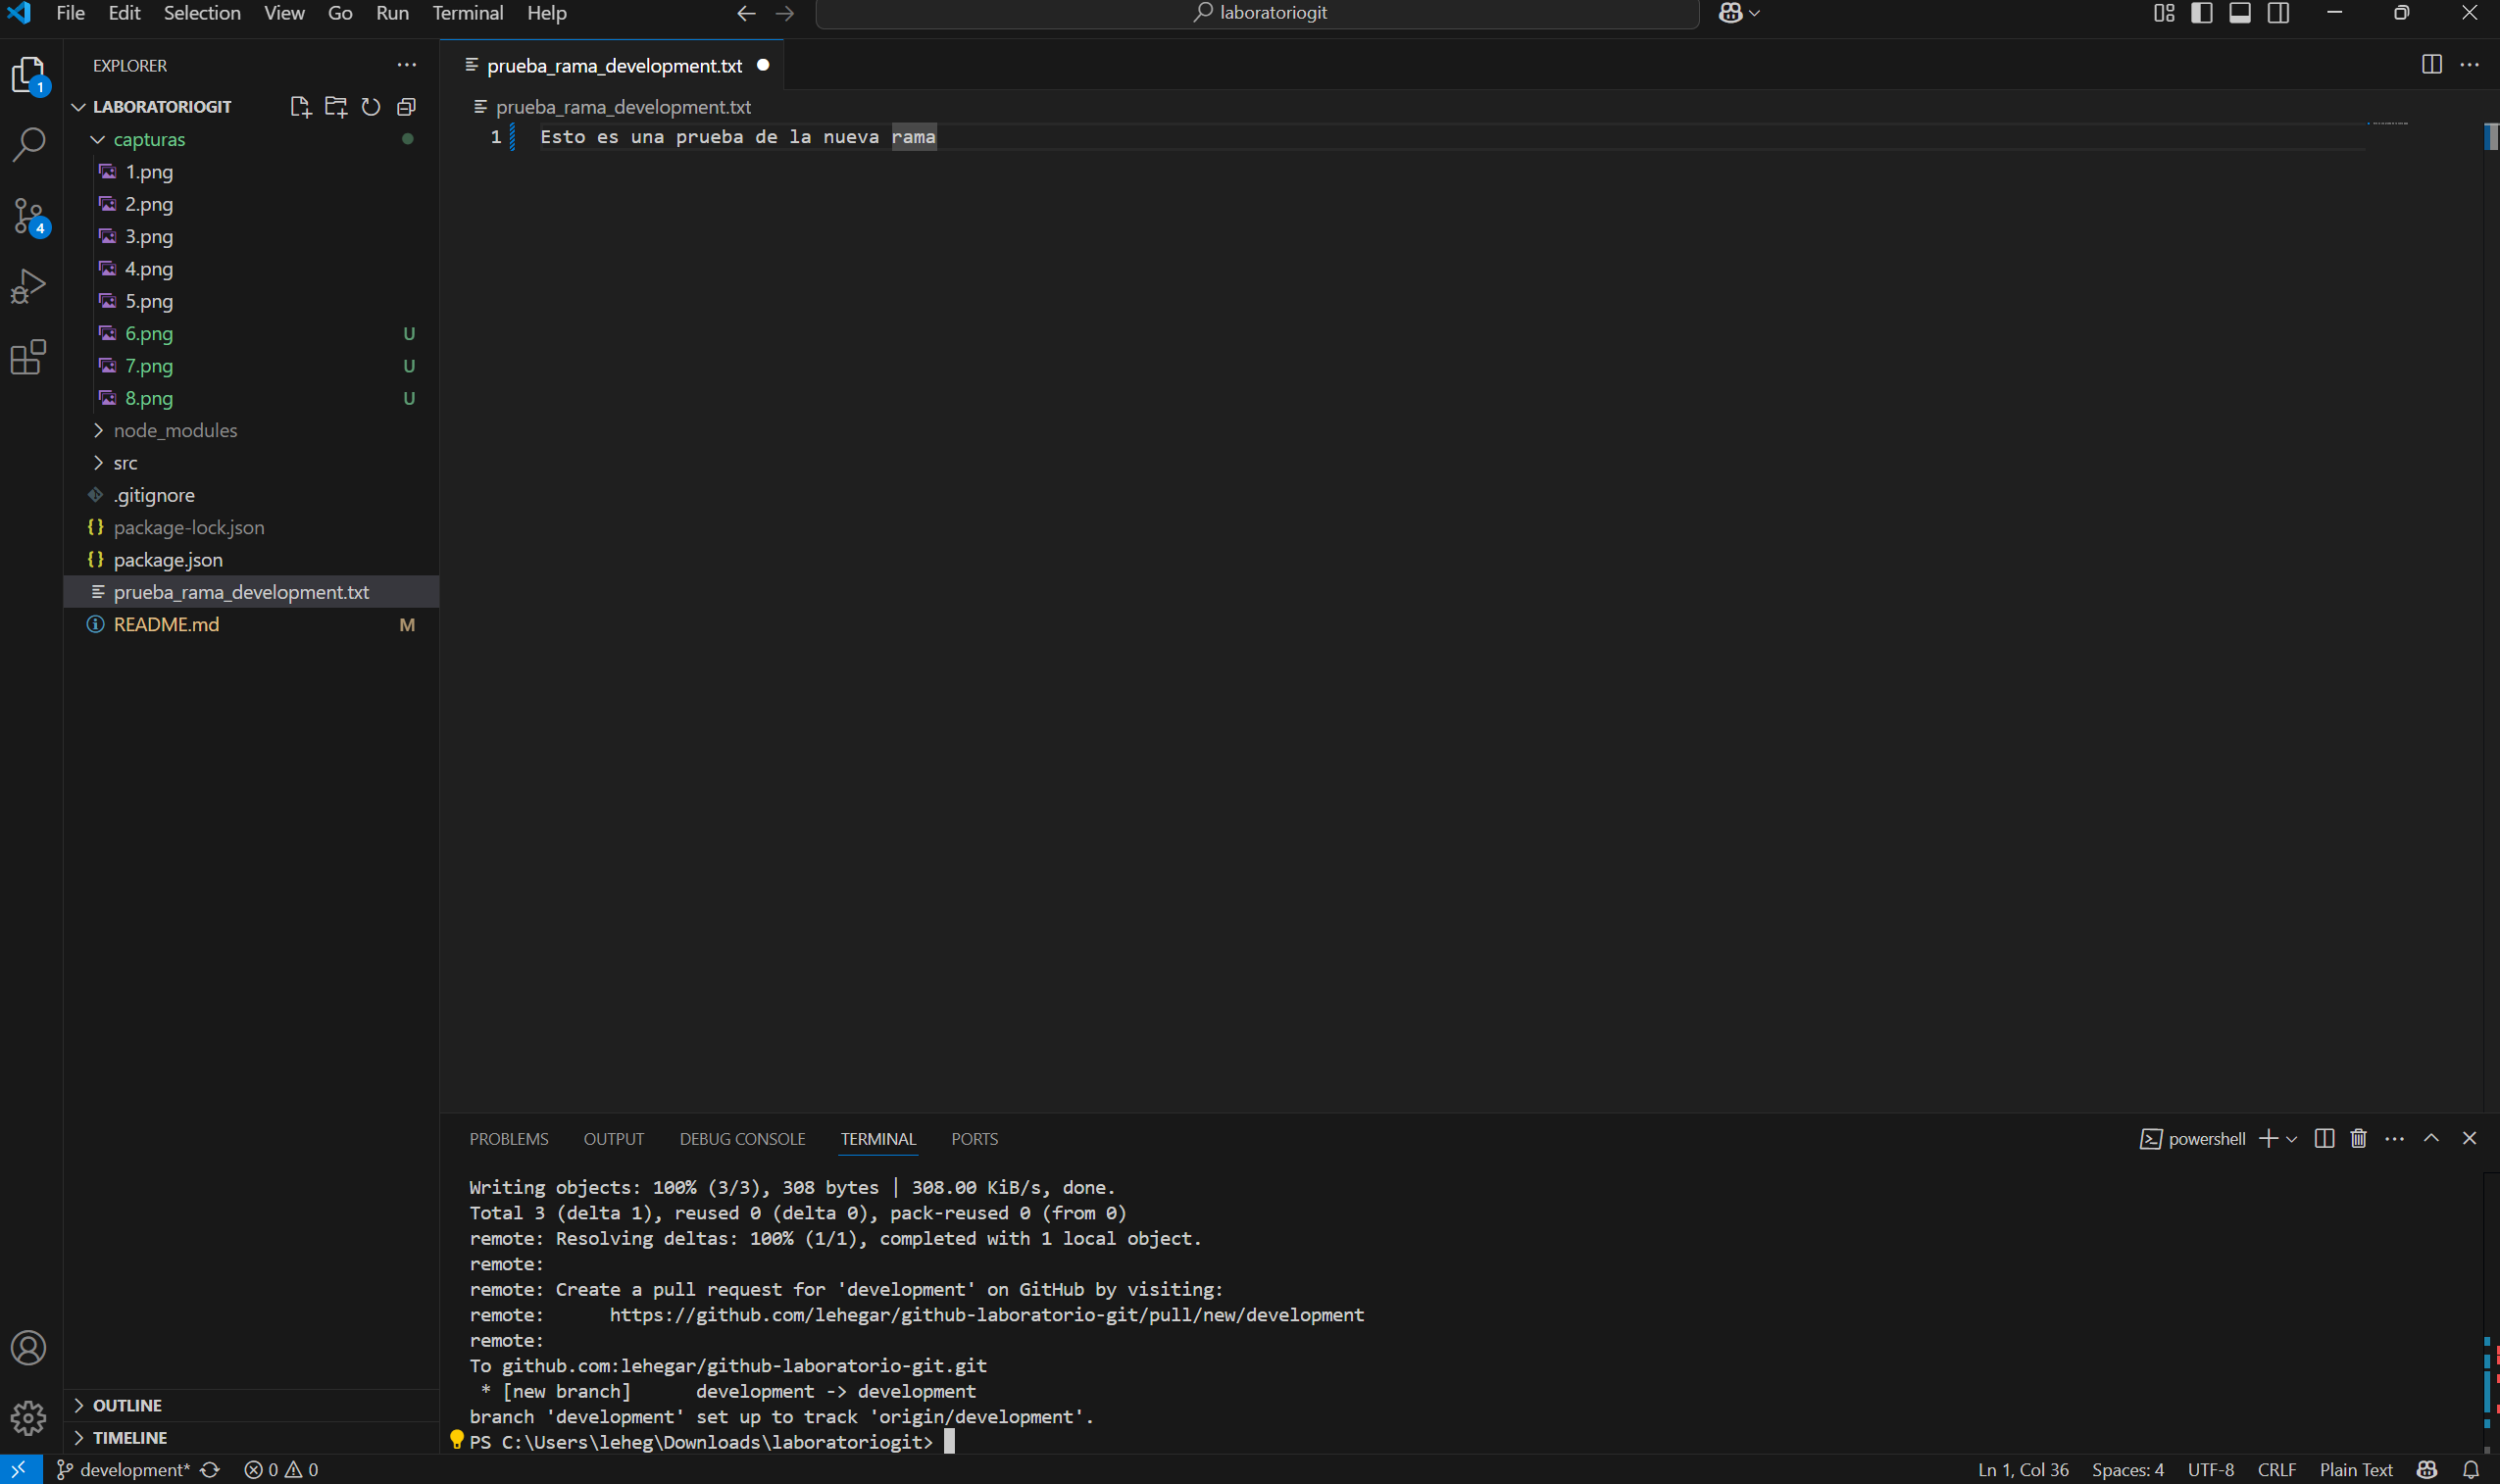 File Edit Selection View Go Run Terminal Help
laboratoriogit
EXPLORER
LABORATORIOGIT
capturas
1.png
2.png
3.png
4.png
5.png
6.png U
7.png U
8.png U
node_modules
src
.gitignore
package-lock.json
package.json
prueba_rama_development.txt
README.md M
OUTLINE
TIMELINE
1
4
prueba_rama_development.txt
prueba_rama_development.txt
1 Esto es una prueba de la nueva rama
PROBLEMS OUTPUT DEBUG CONSOLE TERMINAL PORTS
powershell
Writing objects: 100% (3/3), 308 bytes | 308.00 KiB/s, done.
Total 3 (delta 1), reused 0 (delta 0), pack-reused 0 (from 0)
remote: Resolving deltas: 100% (1/1), completed with 1 local object.
remote:
remote: Create a pull request for 'development' on GitHub by visiting:
remote:      https://github.com/lehegar/github-laboratorio-git/pull/new/development
remote:
To github.com:lehegar/github-laboratorio-git.git
 * [new branch]      development -> development
branch 'development' set up to track 'origin/development'.
PS C:\Users\leheg\Downloads\laboratoriogit>
development* 0 0
Ln 1, Col 36 Spaces: 4 UTF-8 CRLF Plain Text